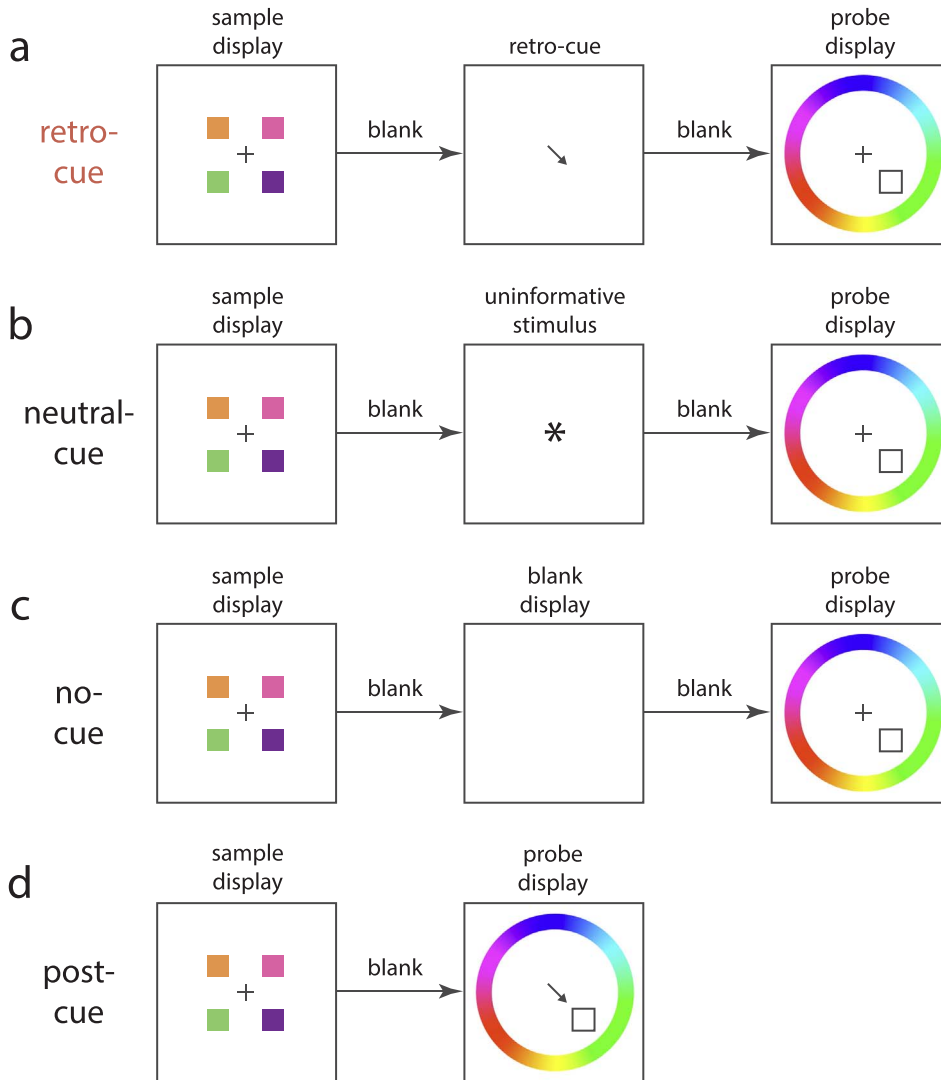 a
sample
display
retro-cue
probe
display
retro-
cue
blank
blank
b
sample
display
uninformative
stimulus
probe
display
neutral-
cue
blank
*
blank
c
sample
display
blank
display
probe
display
no-
cue
blank
blank
d
sample
display
probe
display
post-
cue
blank